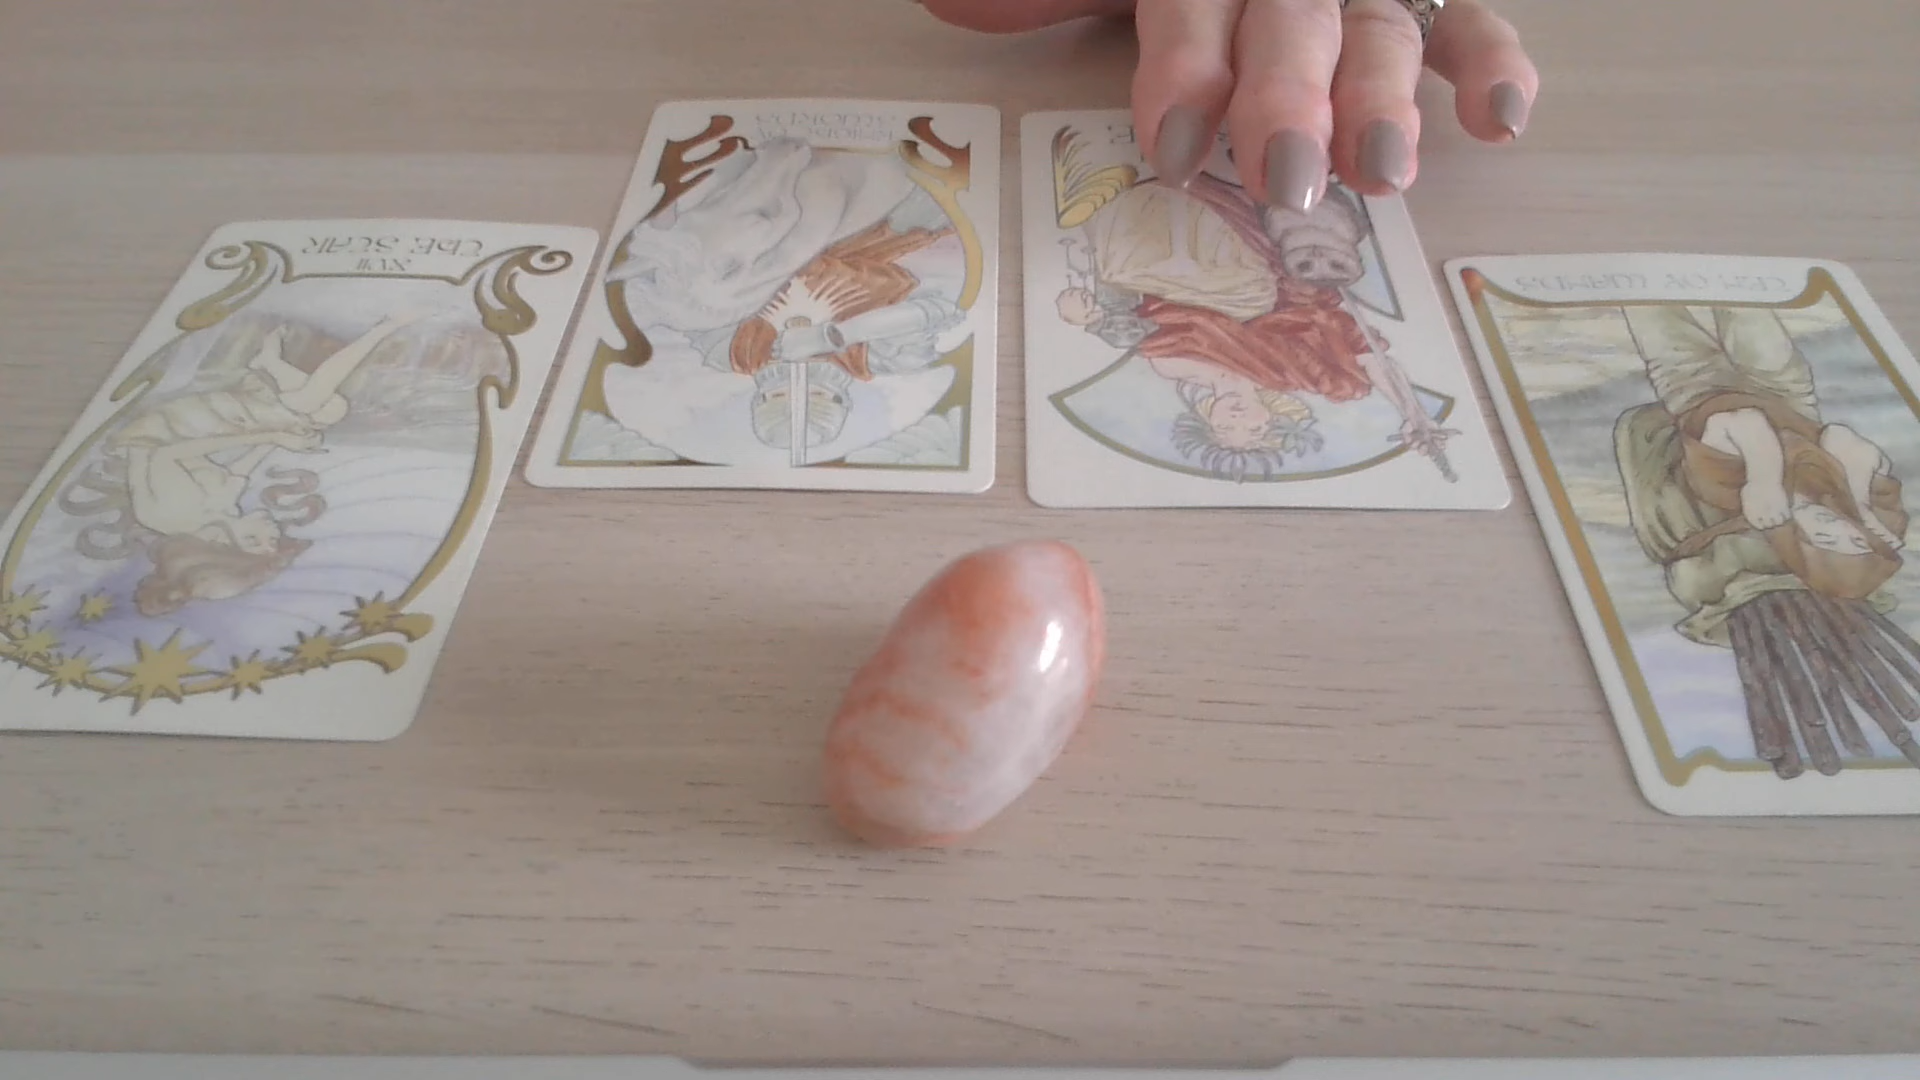 XVII
THE STAR
KNIGHT OF
SWORDS
TEN OF WANDS